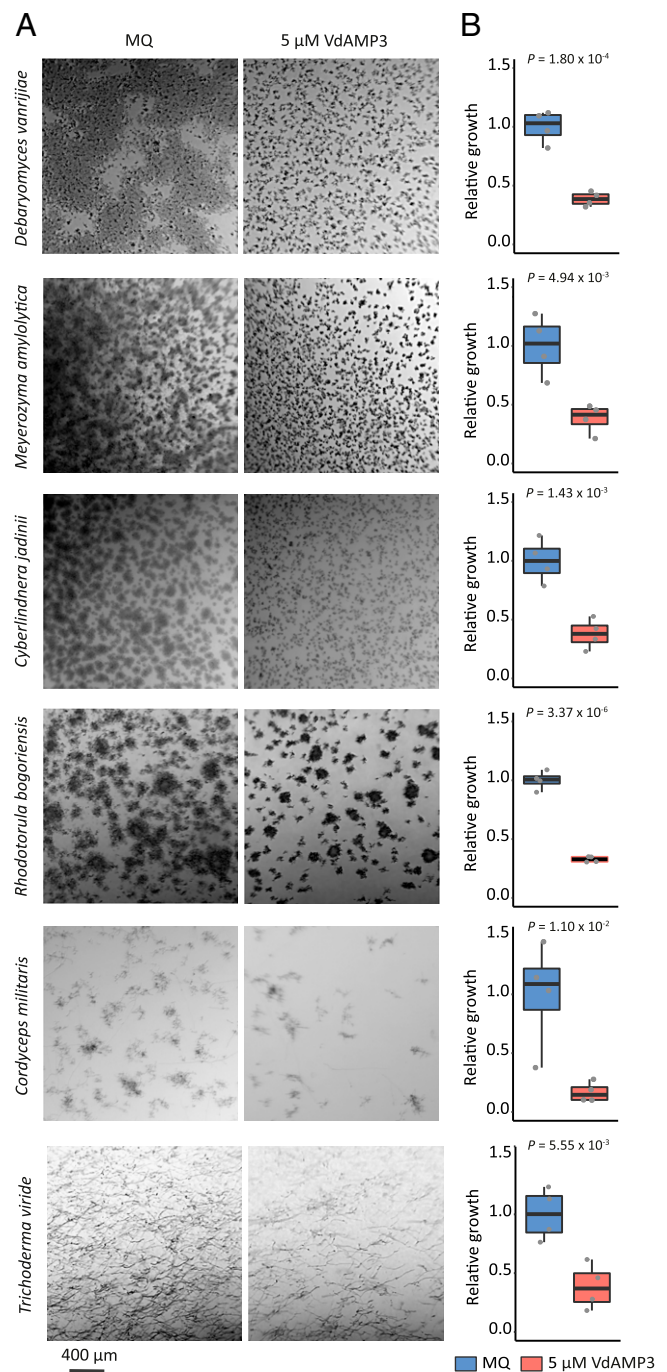 A
B
MQ
5 µM VdAMP3
Debaryomyces vanrijiae
Relative growth
1.5
1.0
0.5
0.0
P = 1.80 x 10-4
Meyerozyma amylolytica
Relative growth
1.5
1.0
0.5
0.0
P = 4.94 x 10-3
Cyberlindnera jadinii
Relative growth
1.5
1.0
0.5
0.0
P = 1.43 x 10-3
Rhodotorula bogoriensis
Relative growth
1.5
1.0
0.5
0.0
P = 3.37 x 10-6
Cordyceps militaris
Relative growth
1.5
1.0
0.5
0.0
P = 1.10 x 10-2
Trichoderma viride
Relative growth
1.5
1.0
0.5
0.0
P = 5.55 x 10-3
400 µm
MQ
5 µM VdAMP3